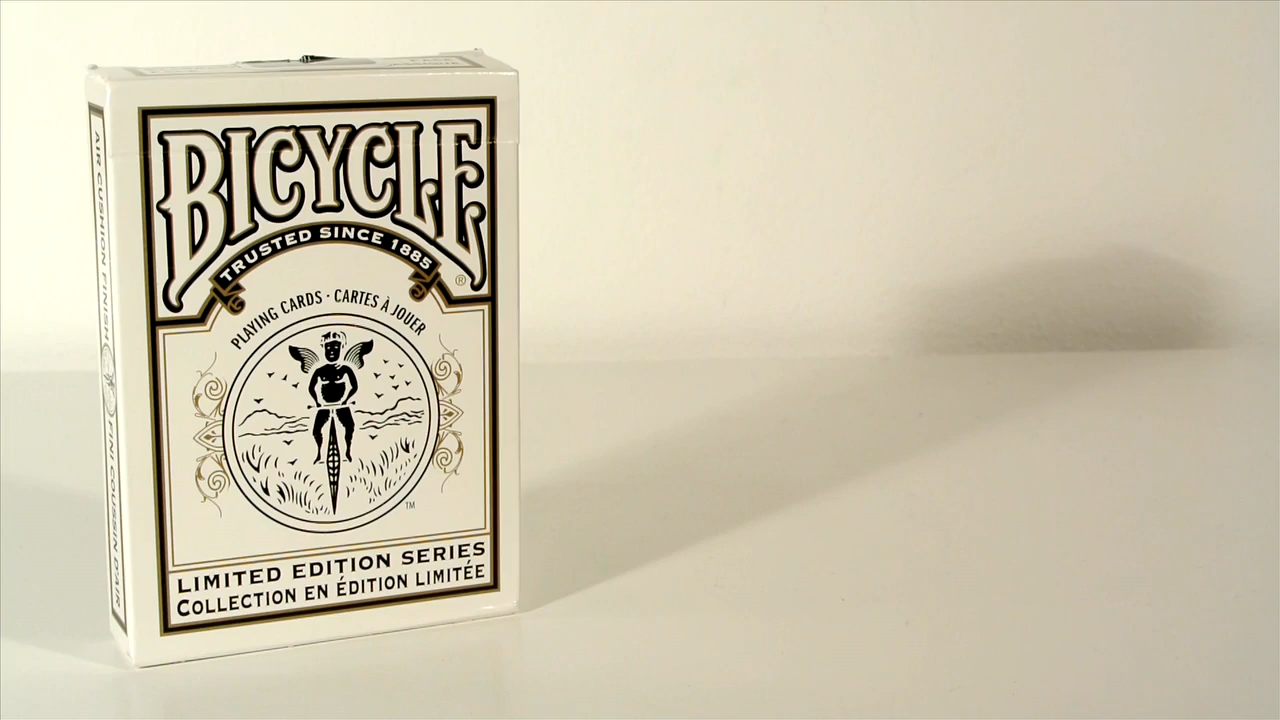 BICYCLE
®
TRUSTED SINCE 1885
PLAYING CARDS · CARTES À JOUER
TM
LIMITED EDITION SERIES
COLLECTION EN ÉDITION LIMITÉE
AIR CUSHION FINISH
FINI COUSSIN D'AIR